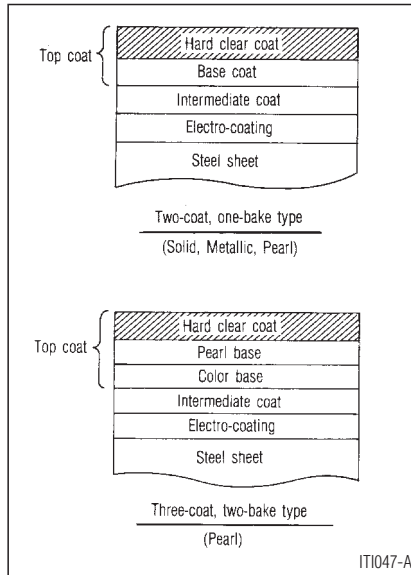 Hard clear coat
Top coat
Base coat
Intermediate coat
Electro-coating
Steel sheet
Two-coat, one-bake type
(Solid, Metallic, Pearl)
Hard clear coat
Top coat
Pearl base
Color base
Intermediate coat
Electro-coating
Steel sheet
Three-coat, two-bake type
(Pearl)
ITI047-A